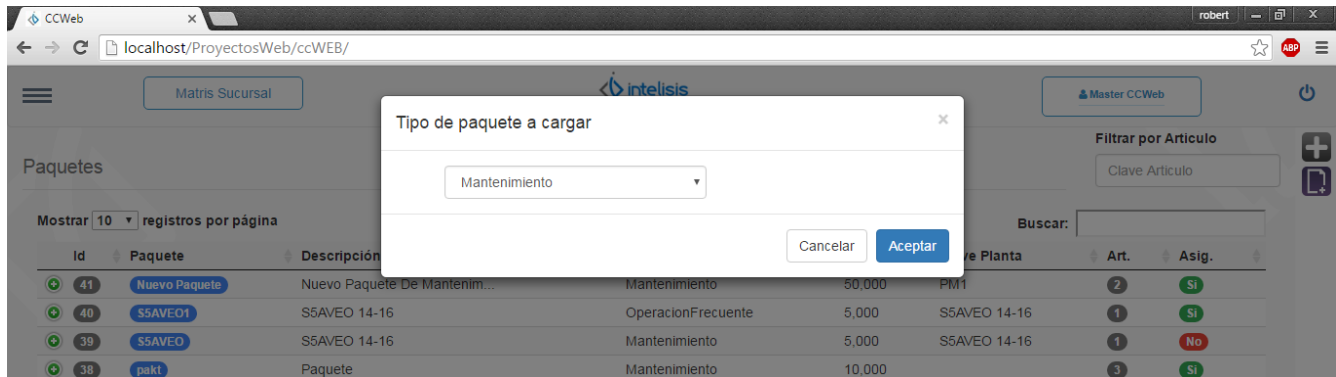 CCWeb
robert
localhost/ProyectosWeb/ccWEB/
ABP
Matris Sucursal
intelisis
Master CCWeb
Tipo de paquete a cargar
Filtrar por Articulo
Paquetes
Mantenimiento
Clave Articulo
Mostrar 10 registros por página
Buscar:
Cancelar Aceptar
Id Paquete Descripción ve Planta Art. Asig.
41 Nuevo Paquete Nuevo Paquete De Mantenim... Mantenimiento 50,000 PM1 2 Si
40 S5AVEO1 S5AVEO 14-16 OperacionFrecuente 5,000 S5AVEO 14-16 1 Si
39 S5AVEO S5AVEO 14-16 Mantenimiento 5,000 S5AVEO 14-16 1 No
38 pakt Paquete Mantenimiento 10,000 3 Si